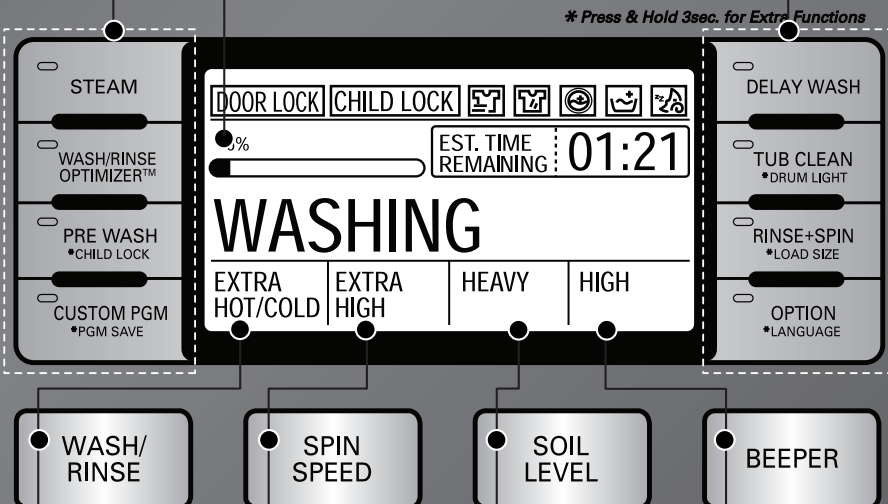 * Press & Hold 3sec. for Extra Functions
STEAM
WASH/RINSE
OPTIMIZER™
PRE WASH
*CHILD LOCK
CUSTOM PGM
*PGM SAVE
DOOR LOCK CHILD LOCK
EST. TIME
REMAINING 01:21
WASHING
EXTRA
HOT/COLD
EXTRA
HIGH
HEAVY
HIGH
DELAY WASH
TUB CLEAN
*DRUM LIGHT
RINSE+SPIN
*LOAD SIZE
OPTION
*LANGUAGE
WASH/
RINSE
SPIN
SPEED
SOIL
LEVEL
BEEPER